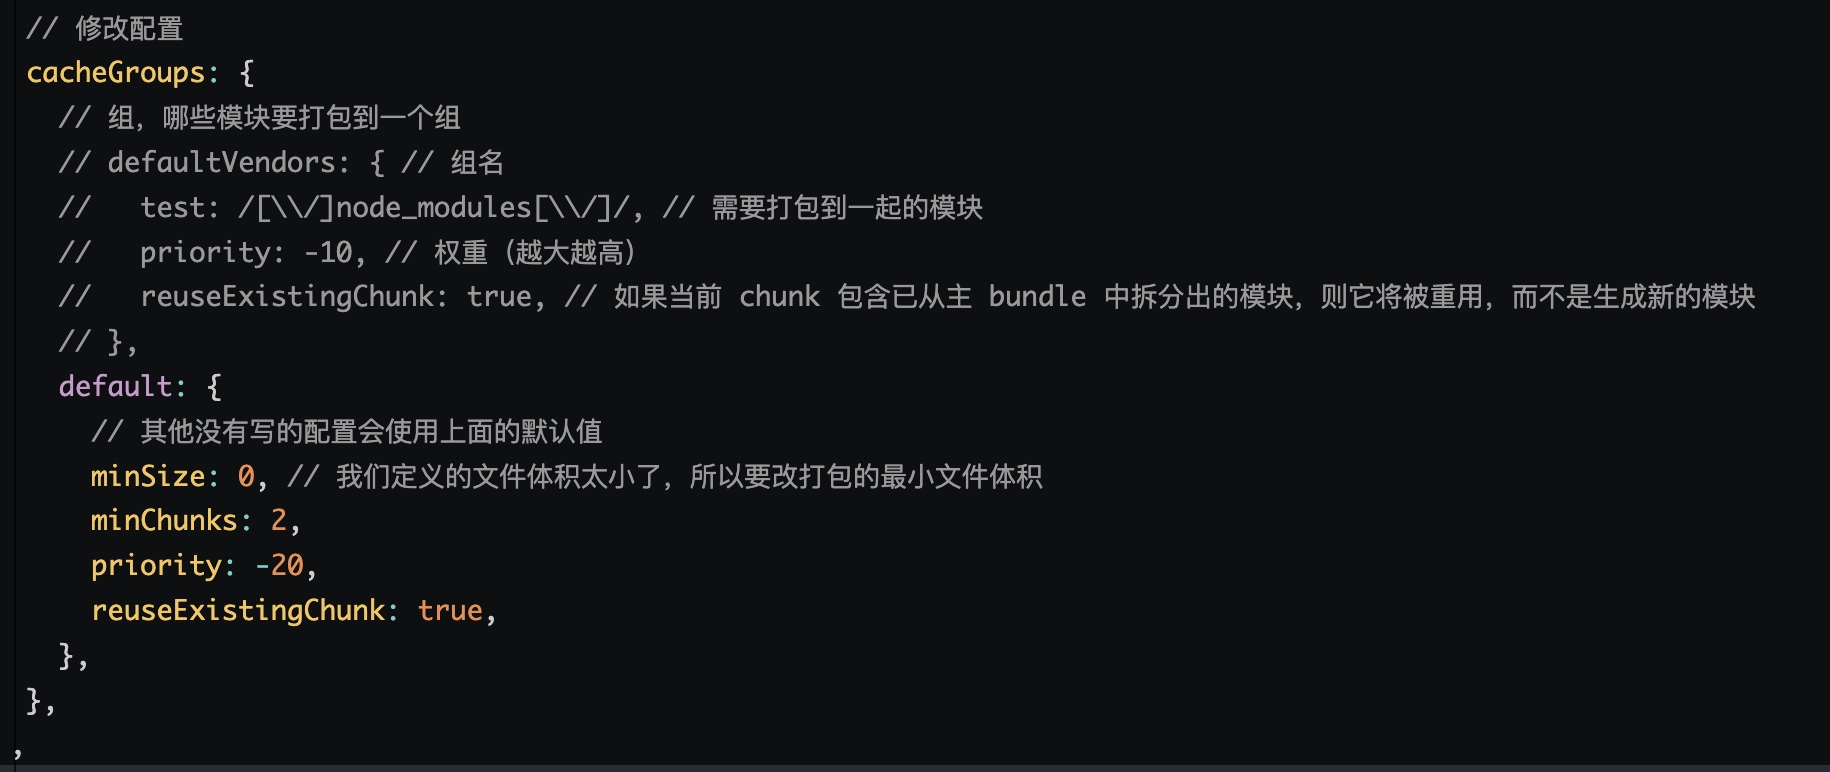 // 修改配置
cacheGroups: {
// 组，哪些模块要打包到一个组
// defaultVendors: { // 组名
//   test: /[\\/]node_modules[\\/]/, // 需要打包到一起的模块
//   priority: -10, // 权重（越大越高）
//   reuseExistingChunk: true, // 如果当前 chunk 包含已从主 bundle 中拆分出的模块，则它将被重用，而不是生成新的模块
// },
default: {
// 其他没有写的配置会使用上面的默认值
minSize: 0, // 我们定义的文件体积太小了，所以要改打包的最小文件体积
minChunks: 2,
priority: -20,
reuseExistingChunk: true,
},
},
,